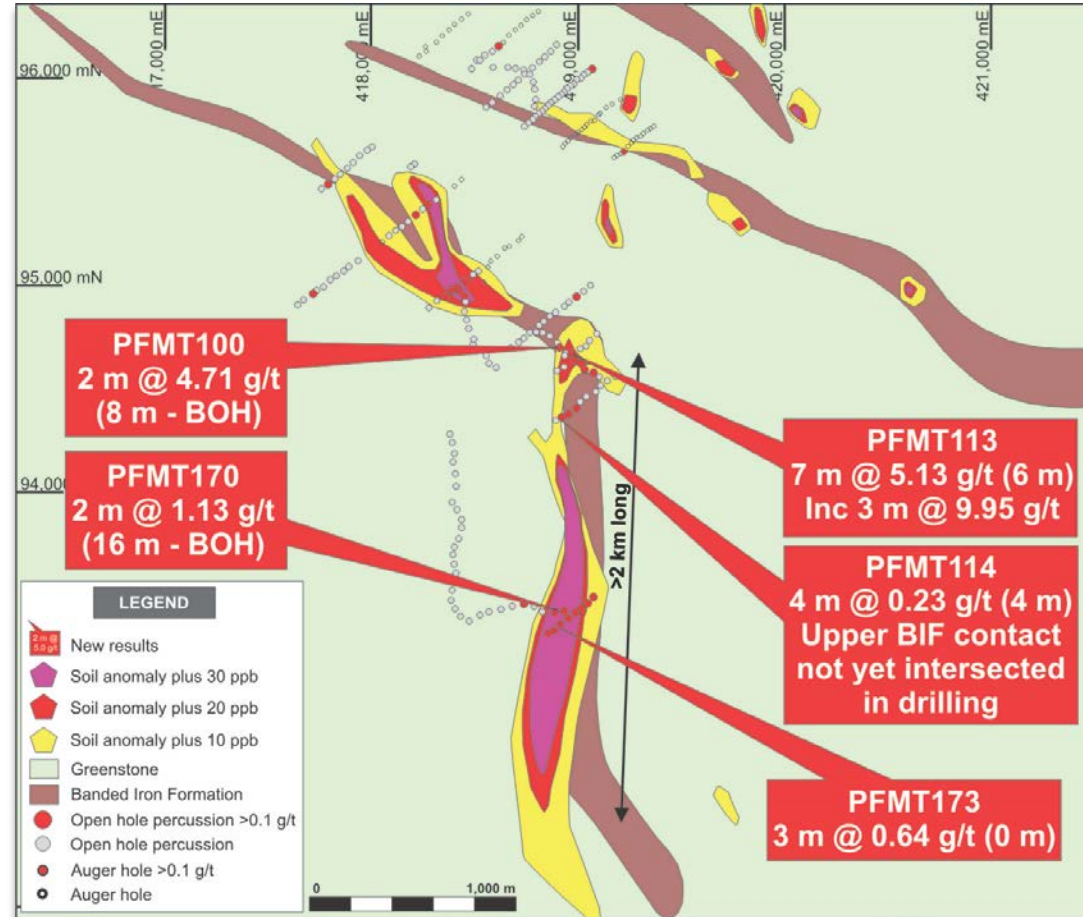 17,000 mE
418,000 mE
419,000 mE
420,000 mE
421,000 mE
96,000 mN
95,000 mN
94,000
PFMT100
2 m @ 4.71 g/t
(8 m - BOH)
PFMT170
2 m @ 1.13 g/t
(16 m - BOH)
>2 km long
PFMT113
7 m @ 5.13 g/t (6 m)
Inc 3 m @ 9.95 g/t
PFMT114
4 m @ 0.23 g/t (4 m)
Upper BIF contact
not yet intersected
in drilling
PFMT173
3 m @ 0.64 g/t (0 m)
LEGEND
2 m @
5.0 g/t
New results
Soil anomaly plus 30 ppb
Soil anomaly plus 20 ppb
Soil anomaly plus 10 ppb
Greenstone
Banded Iron Formation
Open hole percussion >0.1 g/t
Open hole percussion
Auger hole >0.1 g/t
Auger hole
0 1,000 m